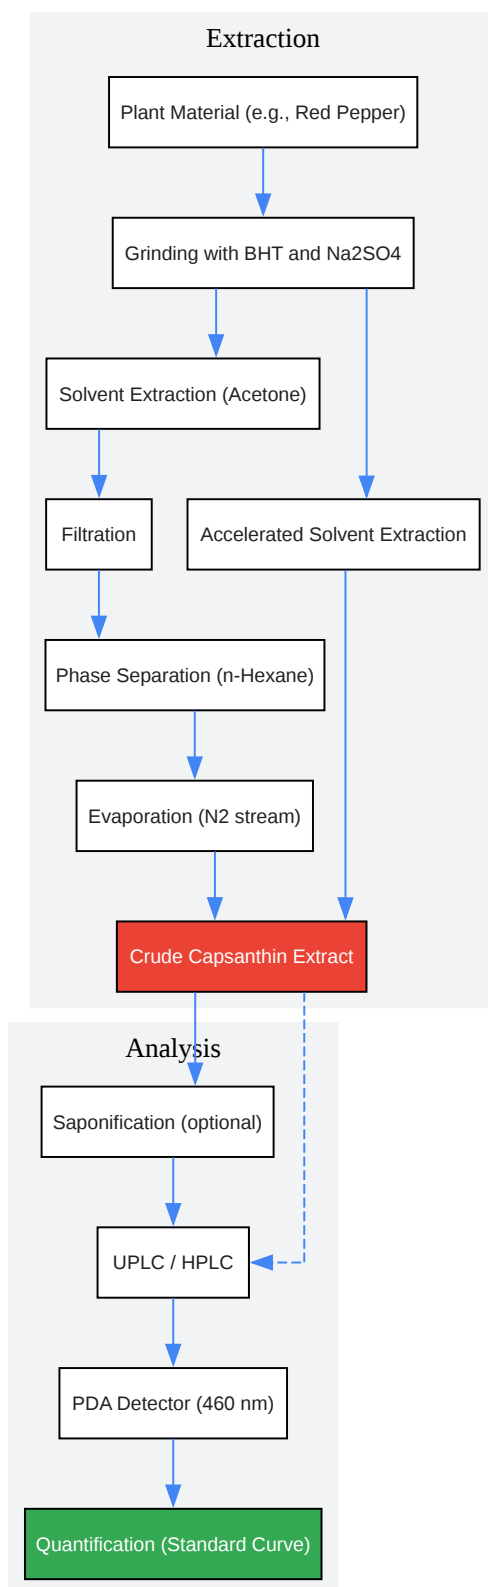 Extraction
Plant Material (e.g., Red Pepper)
Grinding with BHT and Na2SO4
Solvent Extraction (Acetone)
Filtration
Accelerated Solvent Extraction
Phase Separation (n-Hexane)
Evaporation (N2 stream)
Crude Capsanthin Extract
Analysis
Saponification (optional)
UPLC / HPLC
PDA Detector (460 nm)
Quantification (Standard Curve)